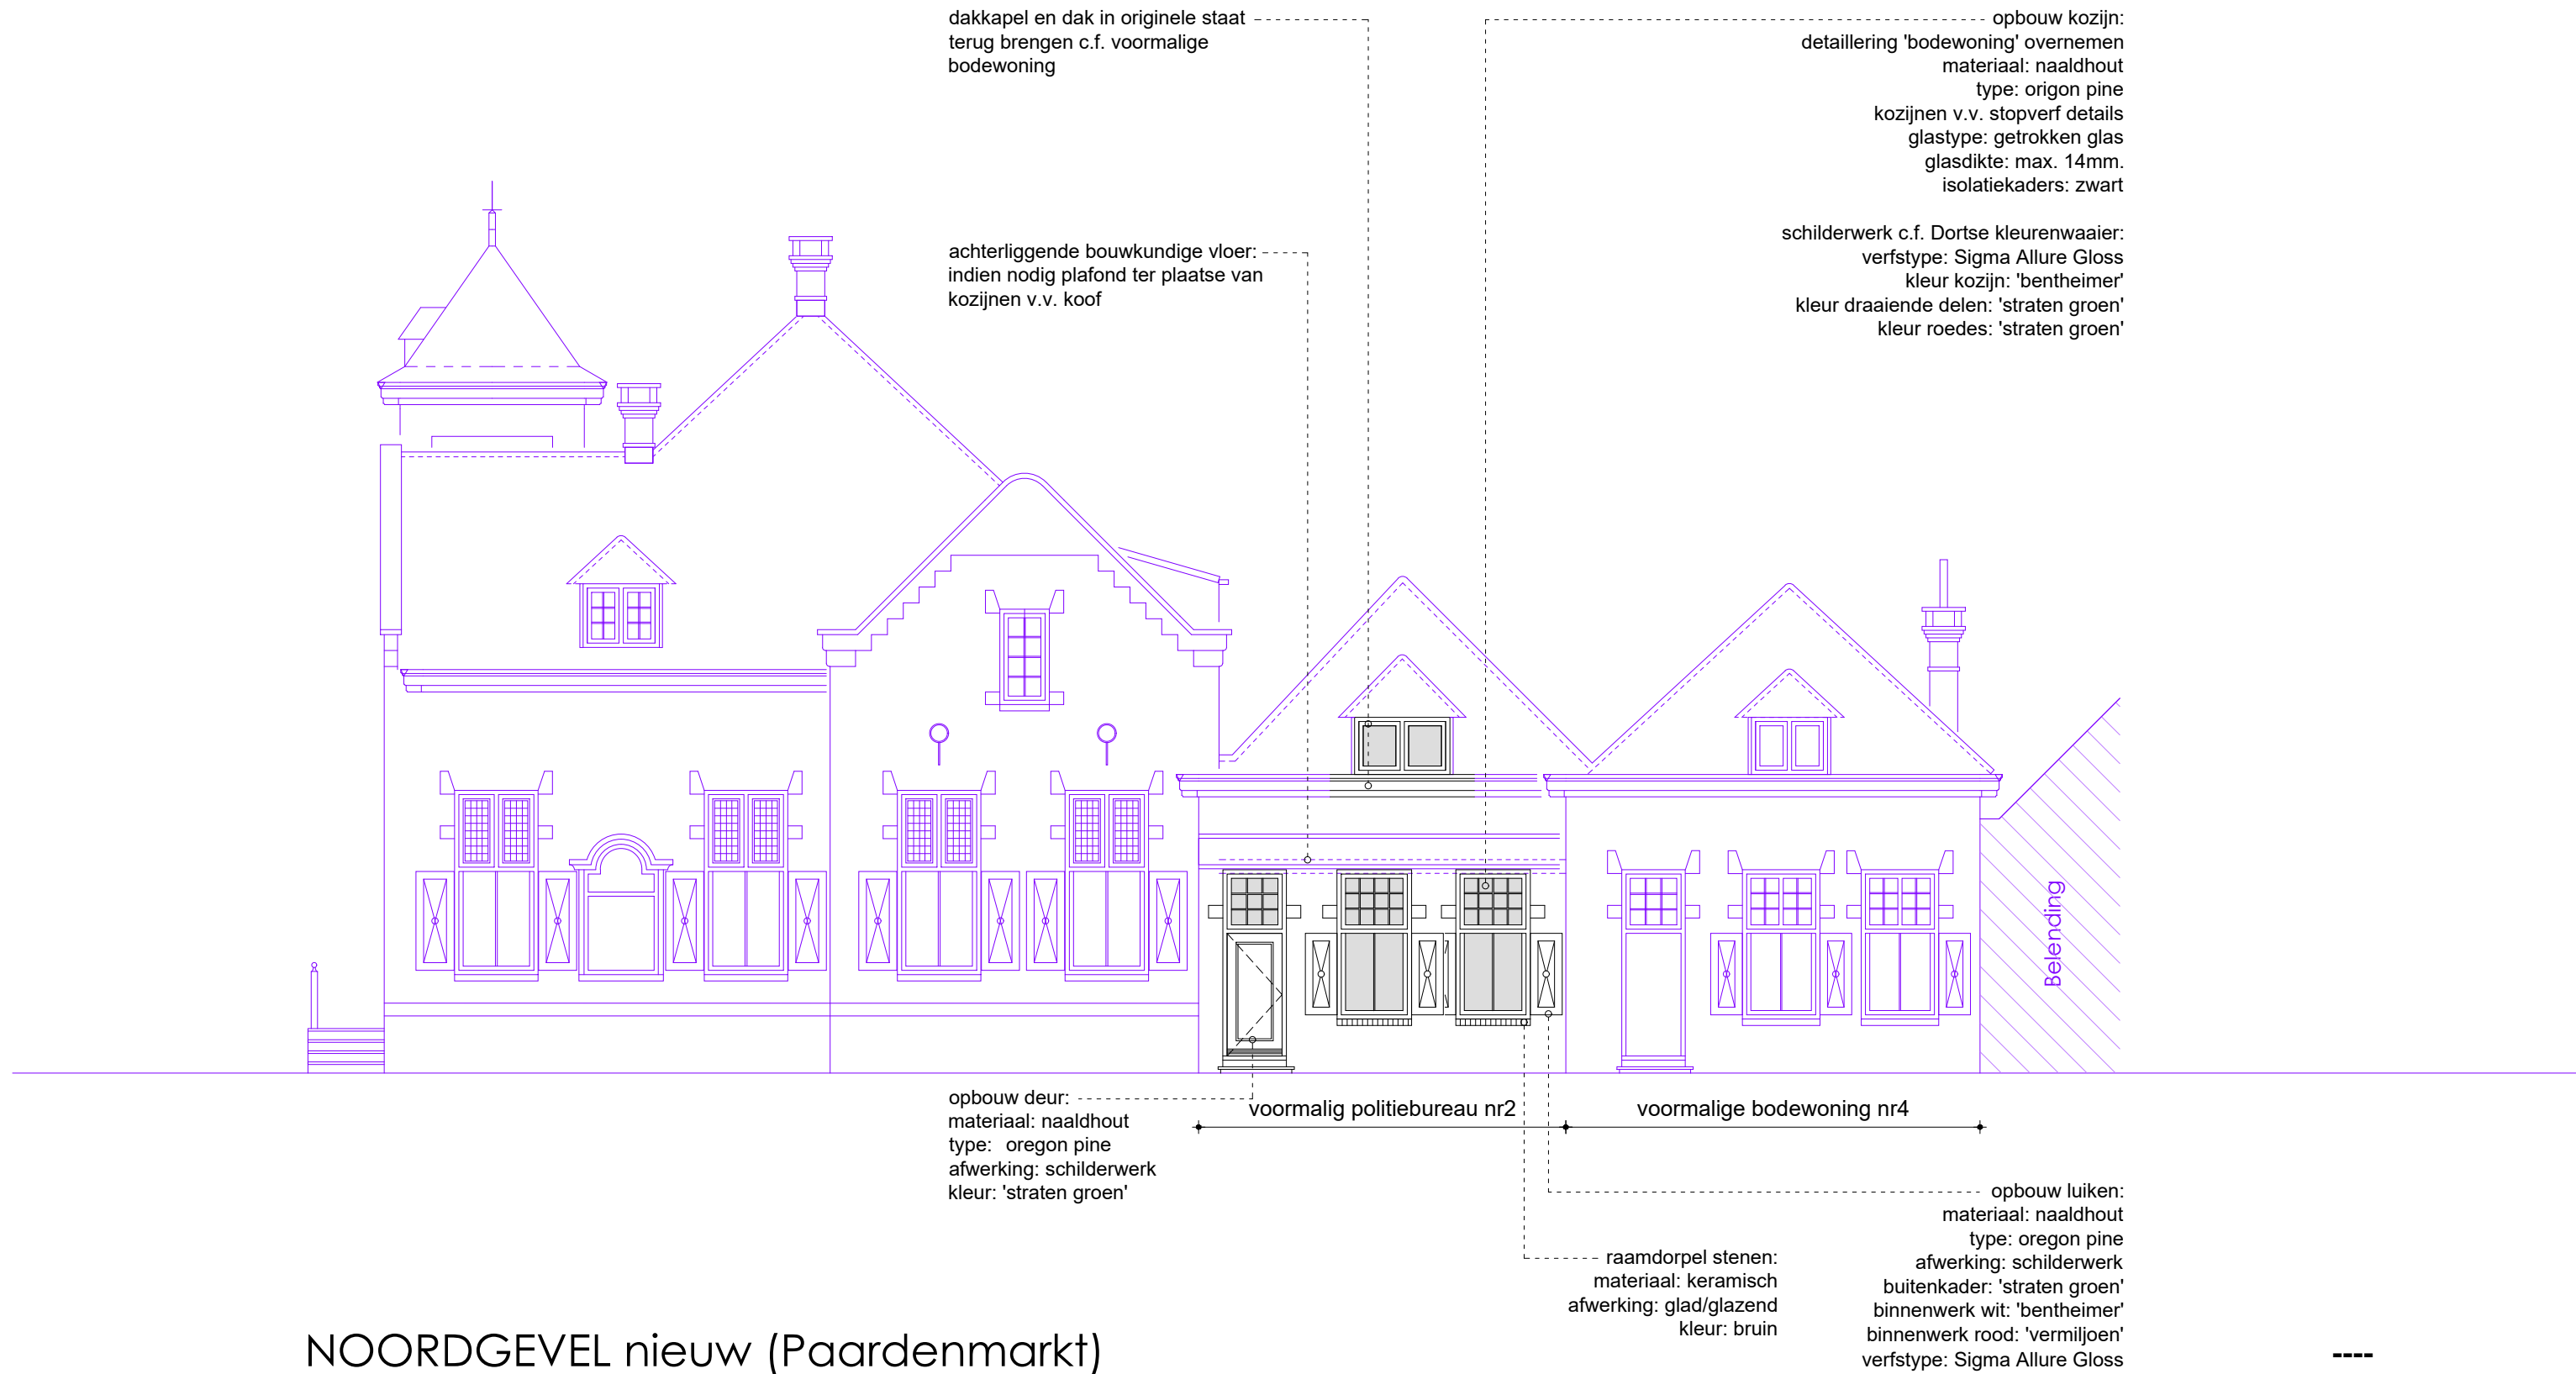 dakkapel en dak in originele staat
terug brengen c.f. voormalige
bodewoning
opbouw kozijn:
detaillering 'bodewoning' overnemen
materiaal: naaldhout
type: origon pine
kozijnen v.v. stopverf details
glastype: getrokken glas
glasdikte: max. 14mm.
isolatiekaders: zwart
schilderwerk c.f. Dortse kleurenwaaier:
verfstype: Sigma Allure Gloss
kleur kozijn: 'bentheimer'
kleur draaiende delen: 'straten groen'
kleur roedes: 'straten groen'
achterliggende bouwkundige vloer:
indien nodig plafond ter plaatse van
kozijnen v.v. koof
Belending
opbouw deur:
materiaal: naaldhout
type: oregon pine
afwerking: schilderwerk
kleur: 'straten groen'
voormalig politiebureau nr2
voormalige bodewoning nr4
raamdorpel stenen:
materiaal: keramisch
afwerking: glad/glazend
kleur: bruin
opbouw luiken:
materiaal: naaldhout
type: oregon pine
afwerking: schilderwerk
buitenkader: 'straten groen'
binnenwerk wit: 'bentheimer'
binnenwerk rood: 'vermiljoen'
verfstype: Sigma Allure Gloss
NOORDGEVEL nieuw (Paardenmarkt)
----